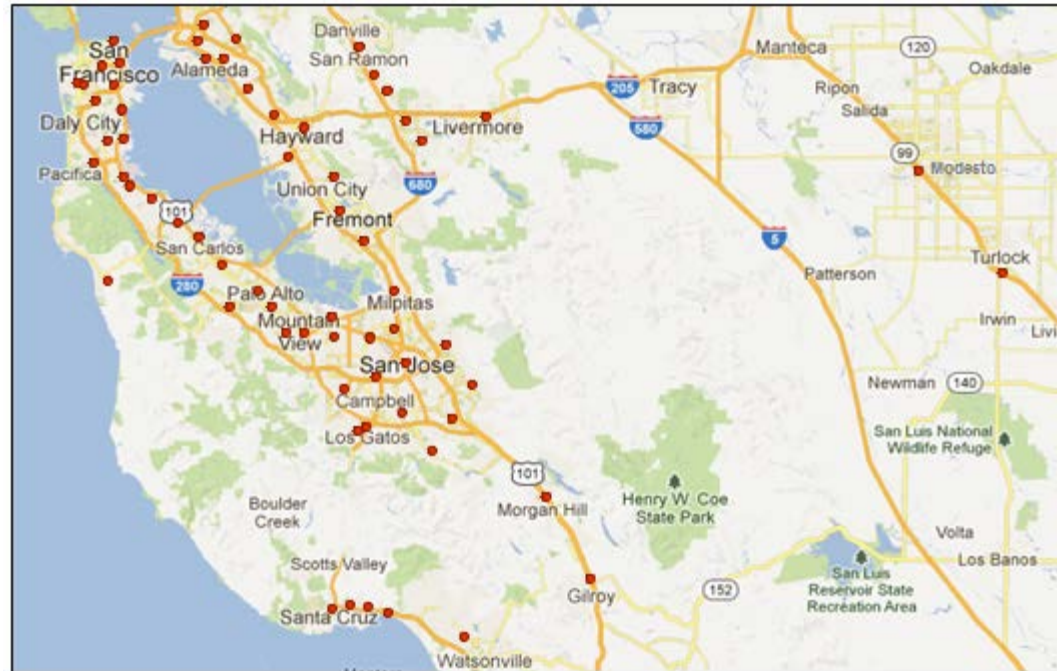 Danville
San
San Ramon
Francisco
Alameda
Manteca
120
Oakdale
205
Tracy
Ripon
Salida
Daly City
Hayward
Livermore
580
99
Modesto
Pacifica
Union City
680
101
Fremont
5
San Carlos
Turlock
Patterson
280
Palo Alto
Milpitas
Mountain
View
Irwin
Livi
San Jose
Newman
140
Campbell
Los Gatos
San Luis National
Wildlife Refuge
101
Henry W. Coe
State Park
Morgan Hill
Boulder
Creek
Volta
Los Banos
Scotts Valley
San Luis
Reservoir State
Recreation Area
152
Gilroy
Santa Cruz
Watsonville